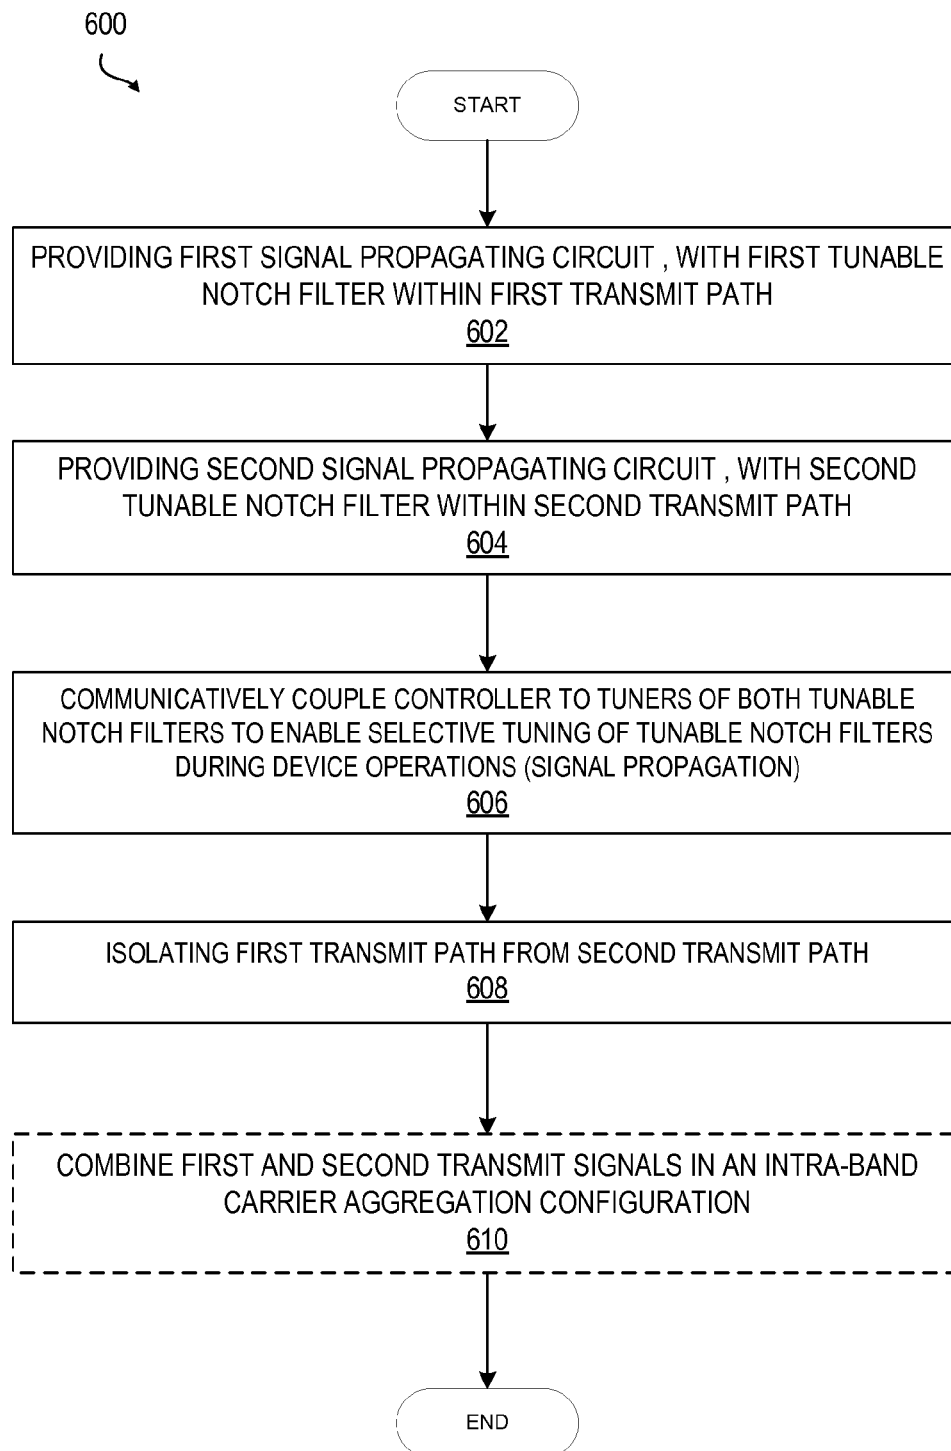 600
START
PROVIDING FIRST SIGNAL PROPAGATING CIRCUIT , WITH FIRST TUNABLE
NOTCH FILTER WITHIN FIRST TRANSMIT PATH
602
PROVIDING SECOND SIGNAL PROPAGATING CIRCUIT , WITH SECOND
TUNABLE NOTCH FILTER WITHIN SECOND TRANSMIT PATH
604
COMMUNICATIVELY COUPLE CONTROLLER TO TUNERS OF BOTH TUNABLE
NOTCH FILTERS TO ENABLE SELECTIVE TUNING OF TUNABLE NOTCH FILTERS
DURING DEVICE OPERATIONS (SIGNAL PROPAGATION)
606
ISOLATING FIRST TRANSMIT PATH FROM SECOND TRANSMIT PATH
608
COMBINE FIRST AND SECOND TRANSMIT SIGNALS IN AN INTRA-BAND
CARRIER AGGREGATION CONFIGURATION
610
END